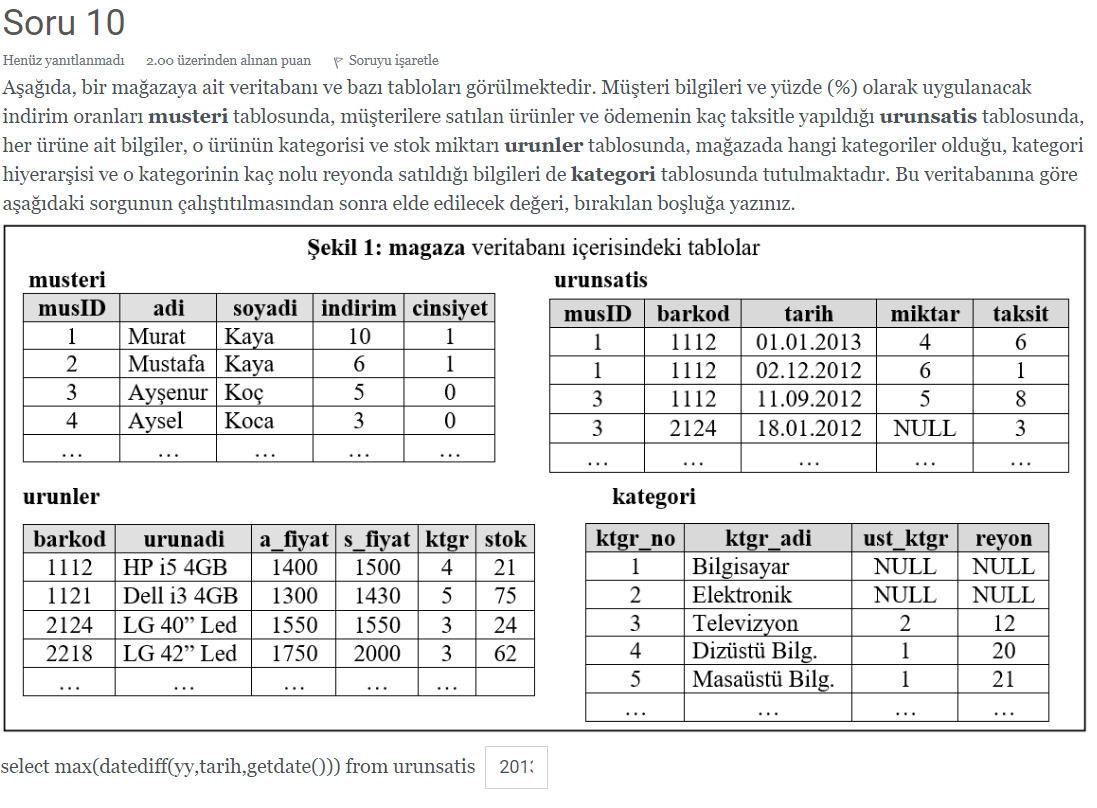 Soru 10
Henüz yanıtlanmadı 2.00 üzerinden alınan puan Soruyu işaretle
Aşağıda, bir mağazaya ait veritabanı ve bazı tabloları görülmektedir. Müşteri bilgileri ve yüzde (%) olarak uygulanacak
indirim oranları musteri tablosunda, müşterilere satılan ürünler ve ödemenin kaç taksitle yapıldığı urunsatis tablosunda,
her ürüne ait bilgiler, o ürünün kategorisi ve stok miktarı urunler tablosunda, mağazada hangi kategoriler olduğu, kategori
hiyerarşisi ve o kategorinin kaç nolu reyonda satıldığı bilgileri de kategori tablosunda tutulmaktadır. Bu veritabanına göre
aşağıdaki sorgunun çalıştıtılmasından sonra elde edilecek değeri, bırakılan boşluğa yazınız.
Şekil 1: magaza veritabanı içerisindeki tablolar
musteri
musID adi soyadi indirim cinsiyet
1 Murat Kaya 10 1
2 Mustafa Kaya 6 1
3 Ayşenur Koç 5 0
4 Aysel Koca 3 0
... ... ... ... ...
urunsatis
musID barkod tarih miktar taksit
1 1112 01.01.2013 4 6
1 1112 02.12.2012 6 1
3 1112 11.09.2012 5 8
3 2124 18.01.2012 NULL 3
... ... ... ... ...
urunler
barkod urunadi a_fiyat s_fiyat ktgr stok
1112 HP i5 4GB 1400 1500 4 21
1121 Dell i3 4GB 1300 1430 5 75
2124 LG 40” Led 1550 1550 3 24
2218 LG 42” Led 1750 2000 3 62
... ... ... ... ...
kategori
ktgr_no ktgr_adi ust_ktgr reyon
1 Bilgisayar NULL NULL
2 Elektronik NULL NULL
3 Televizyon 2 12
4 Dizüstü Bilg. 1 20
5 Masaüstü Bilg. 1 21
... ... ... ...
select max(datediff(yy,tarih,getdate())) from urunsatis 2013